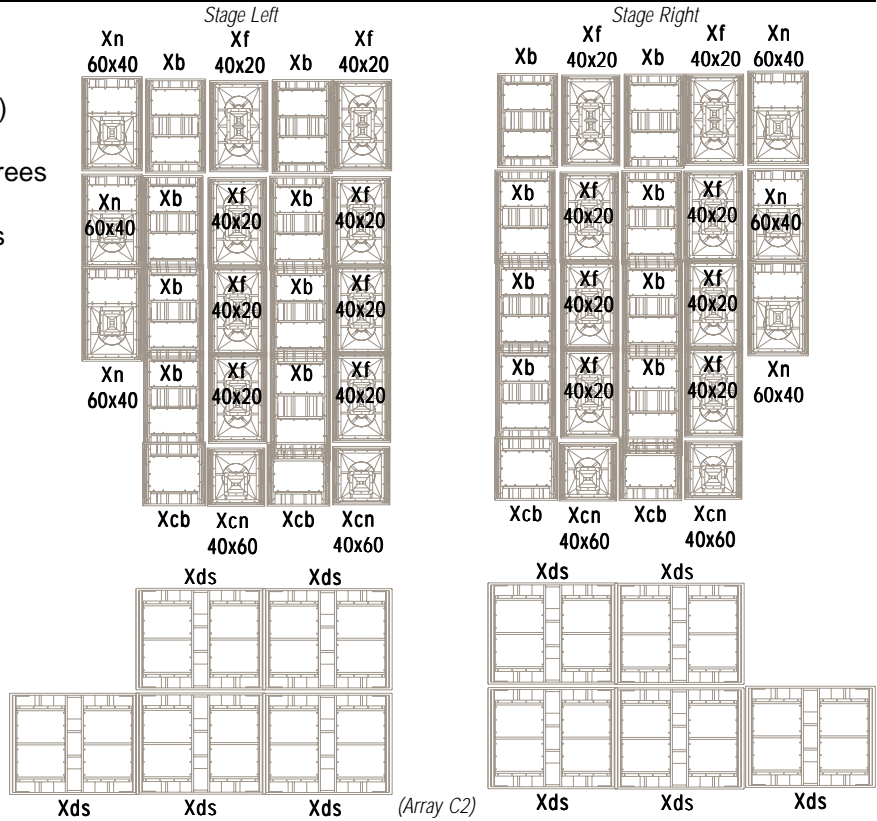 Stage Left
Stage Right
Xn Xf Xf
60x40 Xb 40x20 Xb 40x20
Xf Xf Xn
Xb 40x20 Xb 40x20 60x40
)
rees
s
Xn Xb Xf Xb Xf
60x40 40x20 40x20
Xb Xf Xb Xf Xn
40x20 40x20 60x40
Xb Xf Xb Xf
40x20 40x20
Xb Xf Xb Xf
40x20 40x20
Xn Xb Xf Xb Xf
60x40 40x20 40x20
Xb Xf Xb Xf Xn
40x20 40x20 60x40
Xcb Xcn Xcb Xcn
40x60 40x60
Xcb Xcn Xcb Xcn
40x60 40x60
Xds Xds
Xds Xds
Xds Xds Xds
(Array C2)
Xds Xds Xds